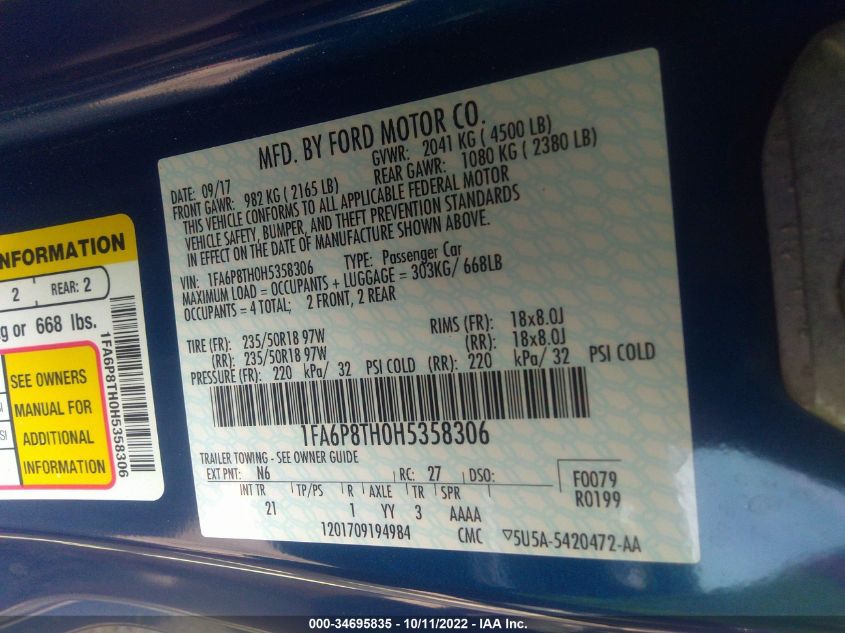 MFD. BY FORD MOTOR CO.
DATE: 09/17 GVWR: 2041 KG ( 4500 LB)
FRONT GAWR: 982 KG ( 2165 LB) REAR GAWR: 1080 KG ( 2380 LB)
THIS VEHICLE CONFORMS TO ALL APPLICABLE FEDERAL MOTOR
VEHICLE SAFETY, BUMPER, AND THEFT PREVENTION STANDARDS
IN EFFECT ON THE DATE OF MANUFACTURE SHOWN ABOVE.
VIN: 1FA6P8TH0H5358306 TYPE: Passenger Car
MAXIMUM LOAD = OCCUPANTS + LUGGAGE = 303KG/ 668LB
OCCUPANTS = 4 TOTAL; 2 FRONT, 2 REAR
TIRE (FR): 235/50R18 97W RIMS (FR): 18x8.0J
(RR): 235/50R18 97W (RR): 18x8.0J
PRESSURE (FR): 220 kPa/ 32 PSI COLD (RR): 220 kPa/ 32 PSI COLD
1FA6P8TH0H5358306
TRAILER TOWING - SEE OWNER GUIDE
EXT PNT: N6 RC: 27 DSO: F0079
R0199
INT TR TP/PS R AXLE TR SPR
21 1 YY 3 AAAA
1201709194984 CMC ▽5U5A-5420472-AA
NFORMATION
2 REAR: 2
g or 668 lbs.
SEE OWNERS
MANUAL FOR
ADDITIONAL
INFORMATION
1FA6P8TH0H5358306
000-34695835 - 10/11/2022 - IAA Inc.